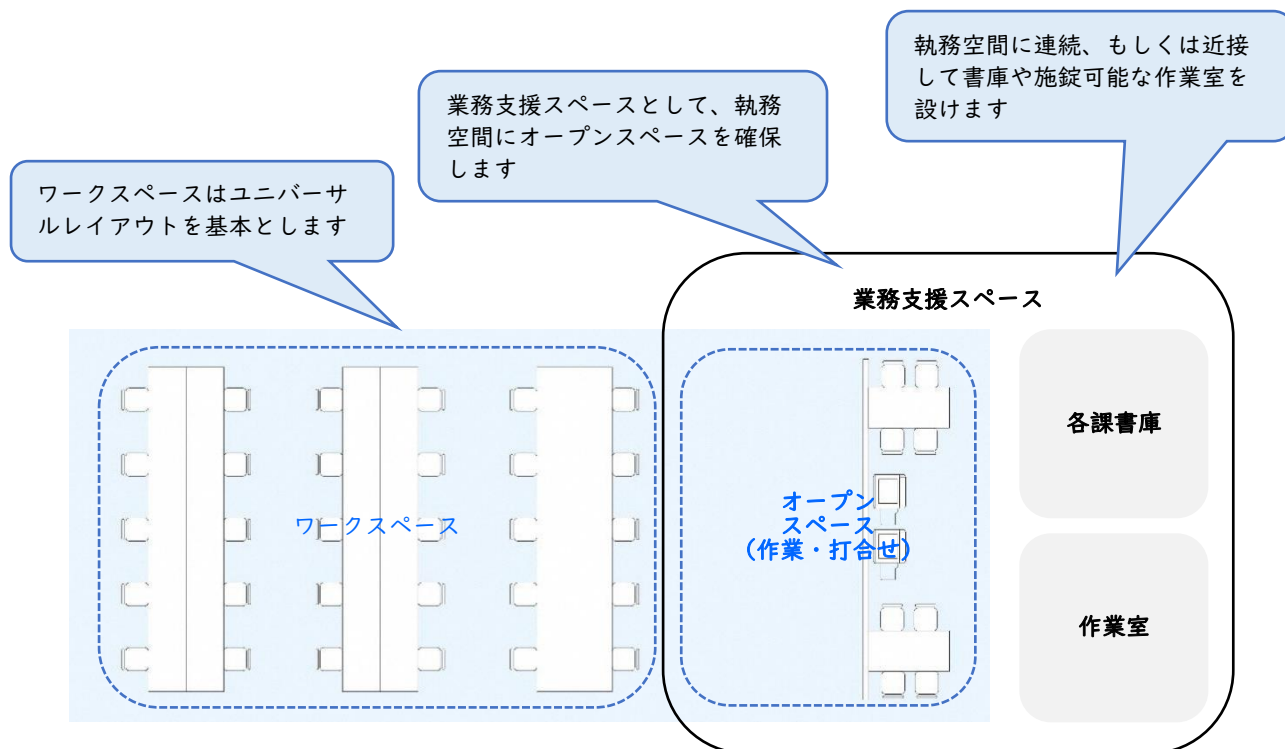 執務空間に連続、もしくは近接
して書庫や施錠可能な作業室を
設けます
業務支援スペースとして、執務
空間にオープンスペースを確保
します
ワークスペースはユニバーサ
ルレイアウトを基本とします
業務支援スペース
ワークスペース
オープン
スペース
（作業・打合せ）
各課書庫
作業室